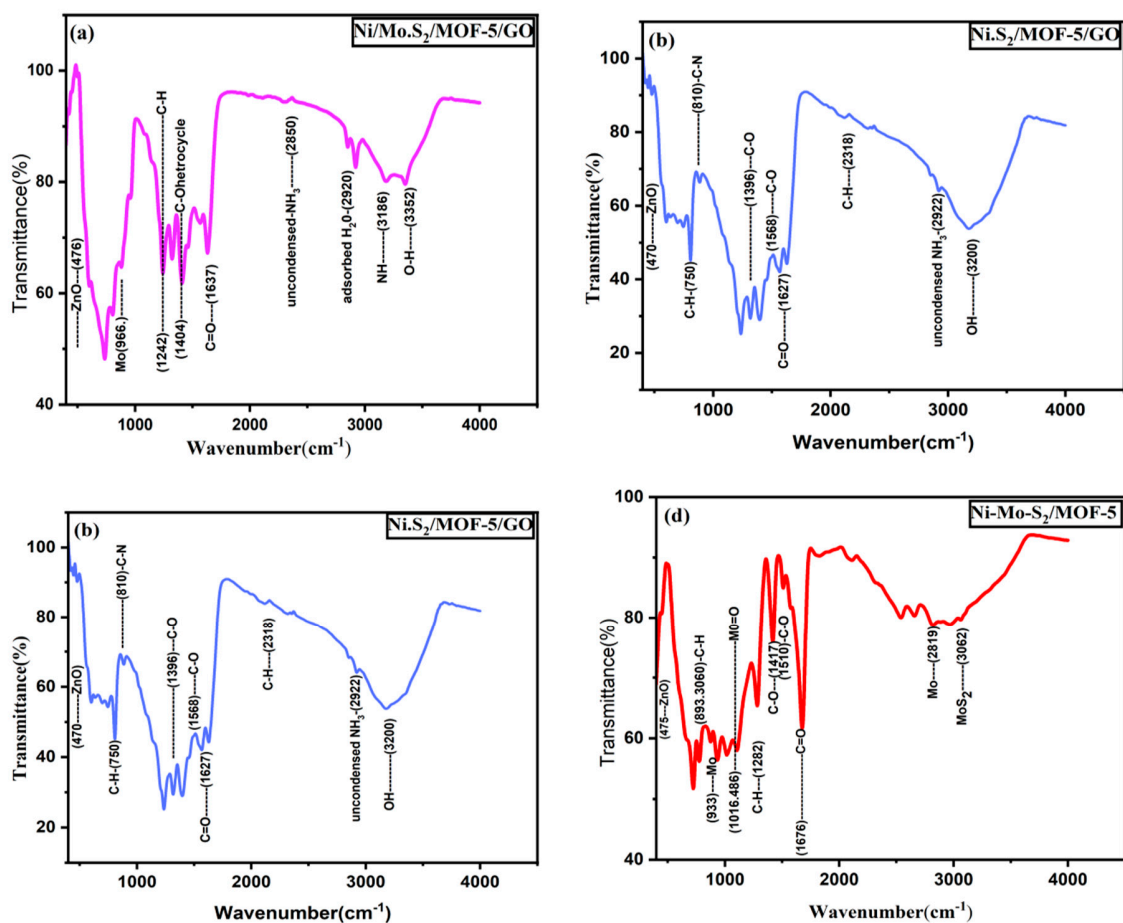 (a)
Ni/Mo.S2/MOF-5/GO
Transmittance(%)
100
80
60
40
ZnO---(476)
Mo(966.)
C-H
(1242)
C-Ohetrocycle
(1404)
C=O---(1637)
uncondensed-NH3 ----(2850)
adsorbed H20-(2920)
NH----(3186)
O-H---(3352)
1000
2000
3000
4000
Wavenumber(cm-1)
(b)
Ni.S2/MOF-5/GO
Transmittance(%)
100
80
60
40
20
(470----ZnO)
C-H-(750)
(810)-C-N
(1396)--C-O
(1568)--C-O
C=O----(1627)
C-H---(2318)
uncondensed NH3-(2922)
OH----(3200)
1000
2000
3000
4000
Wavenumber(cm-1)
(b)
Ni.S2/MOF-5/GO
Transmittance(%)
100
80
60
40
20
(470----ZnO)
C-H-(750)
(810)-C-N
(1396)--C-O
(1568)--C-O
C=O----(1627)
C-H---(2318)
uncondensed NH3-(2922)
OH----(3200)
1000
2000
3000
4000
Wavenumber(cm-1)
(d)
Ni-Mo-S2/MOF-5
Transmittance(%)
100
80
60
40
475---ZnO)
(893.3060)-C-H
(933)---Mo
(1016.486)
M0=O
C-H---(1282)
C-O---(1417)
(1510)-C-O
C=O
(1676)
Mo---(2819)
MoS2 ---(3062)
1000
2000
3000
4000
Wavenumber(cm-1)